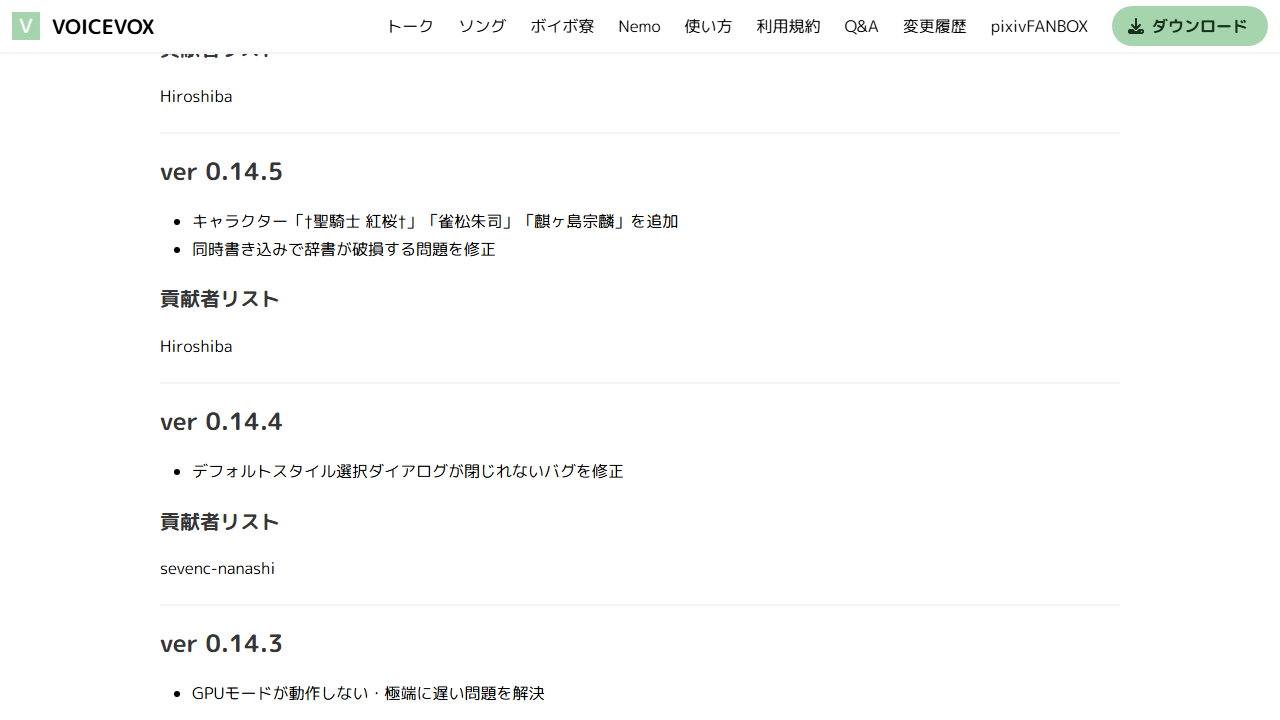 V VOICEVOX トーク ソング ボイボ寮 Nemo 使い方 利用規約 Q&A 変更履歴 pixivFANBOX ダウンロード
貢献者リスト
Hiroshiba
ver 0.14.5
キャラクター「†聖騎士 紅桜†」「雀松朱司」「麒ヶ島宗麟」を追加
同時書き込みで辞書が破損する問題を修正
貢献者リスト
Hiroshiba
ver 0.14.4
デフォルトスタイル選択ダイアログが閉じれないバグを修正
貢献者リスト
sevenc-nanashi
ver 0.14.3
GPUモードが動作しない・極端に遅い問題を解決